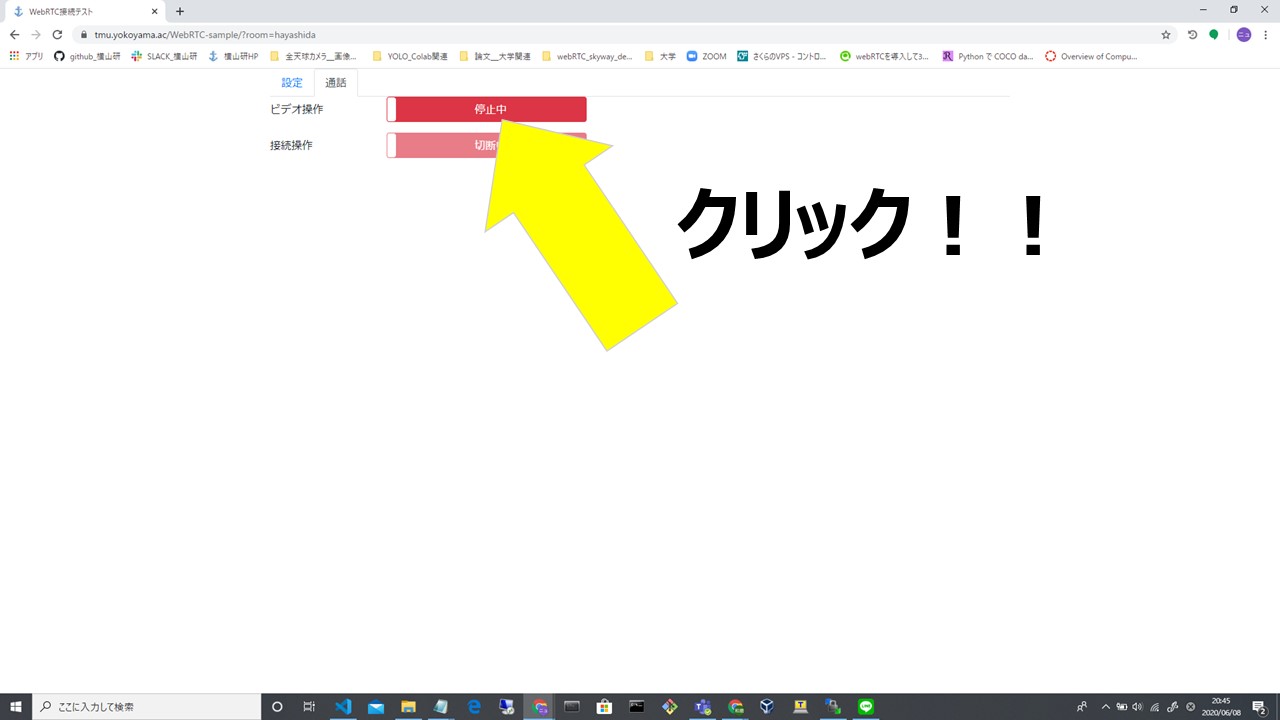 WebRTC接続テスト
tmu.yokoyama.ac/WebRTC-sample/?room=hayashida
アプリ github_横山研 SLACK_横山研 横山研HP 全天球カメラ__画像... YOLO_Colab関連 論文__大学関連 webRTC_skyway_de... 大学 ZOOM さくらのVPS - コントロ... webRTCを導入して3... Python で COCO da... Overview of Compu...
設定 通話
ビデオ操作 停止中
接続操作 切断
クリック！！
ここに入力して検索
20:45
2020/06/08
2